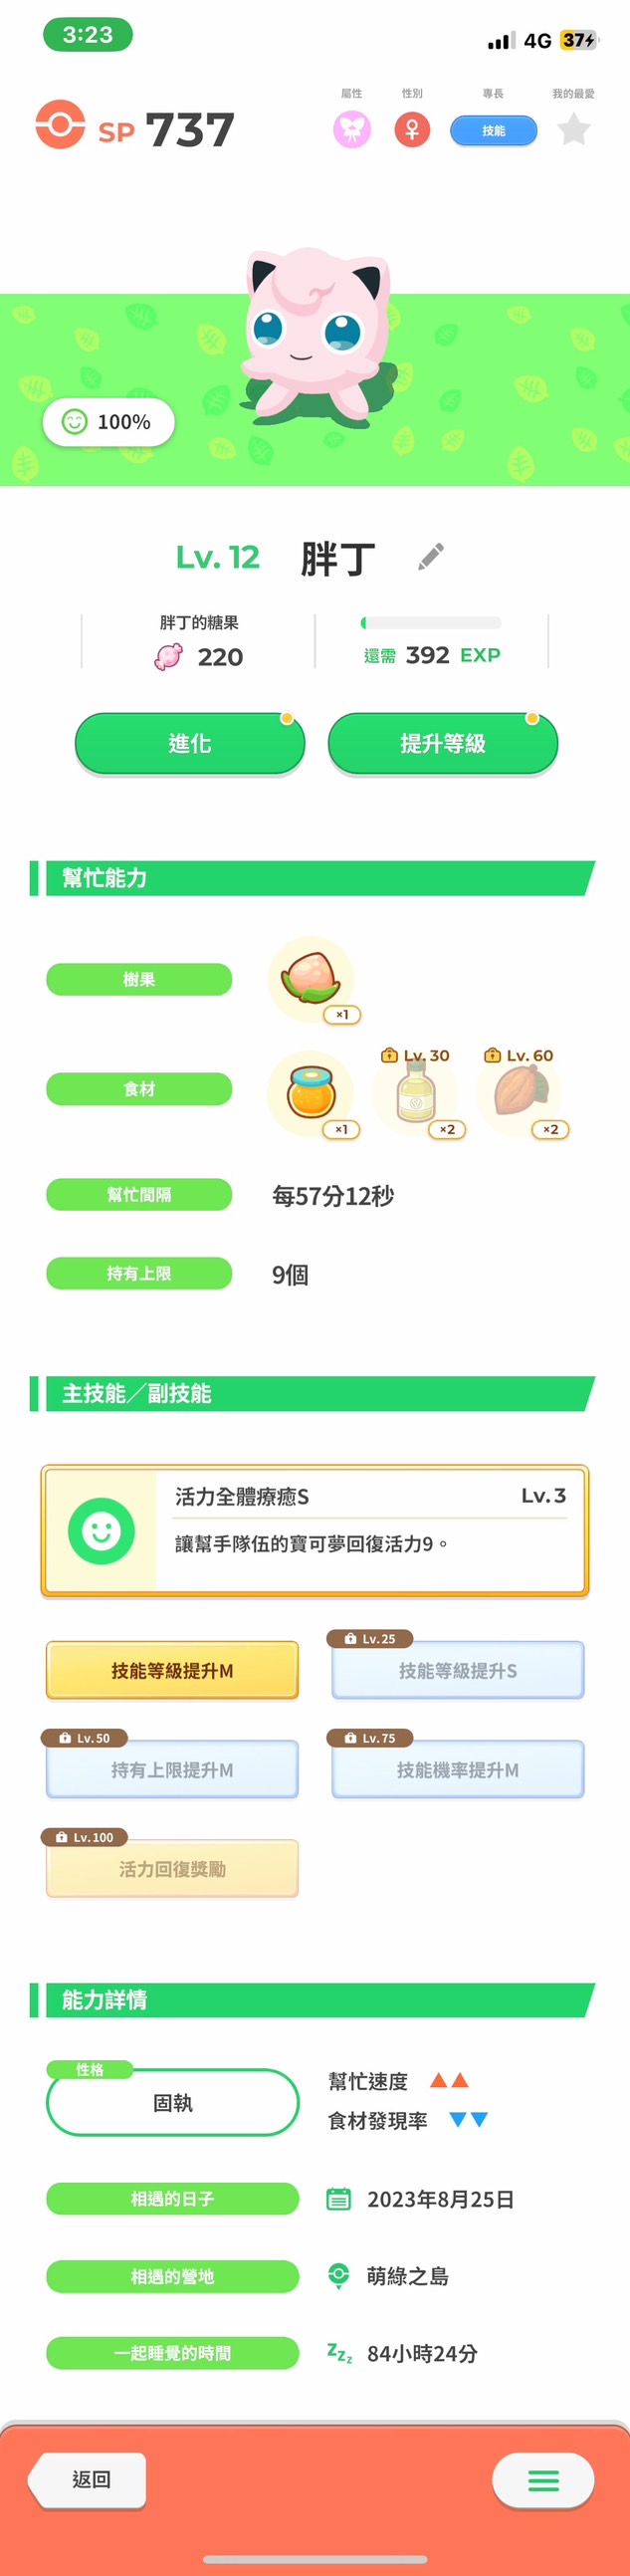 3:23
4G 37
屬性 性別 專長 我的最愛
SP 737
技能
100%
Lv. 12 胖丁
胖丁的糖果
220
還需 392 EXP
進化 提升等級
幫忙能力
樹果
×1
食材
Lv. 30 Lv. 60
×1 ×2 ×2
幫忙間隔 每57分12秒
持有上限 9個
主技能／副技能
活力全體療癒S Lv. 3
讓幫手隊伍的寶可夢回復活力9。
Lv. 25
技能等級提升M 技能等級提升S
Lv. 50 Lv. 75
持有上限提升M 技能機率提升M
Lv. 100
活力回復獎勵
能力詳情
性格
固執
幫忙速度 ▲▲
食材發現率 ▼▼
相遇的日子 2023年8月25日
相遇的營地 萌綠之島
一起睡覺的時間 zzz 84小時24分
返回